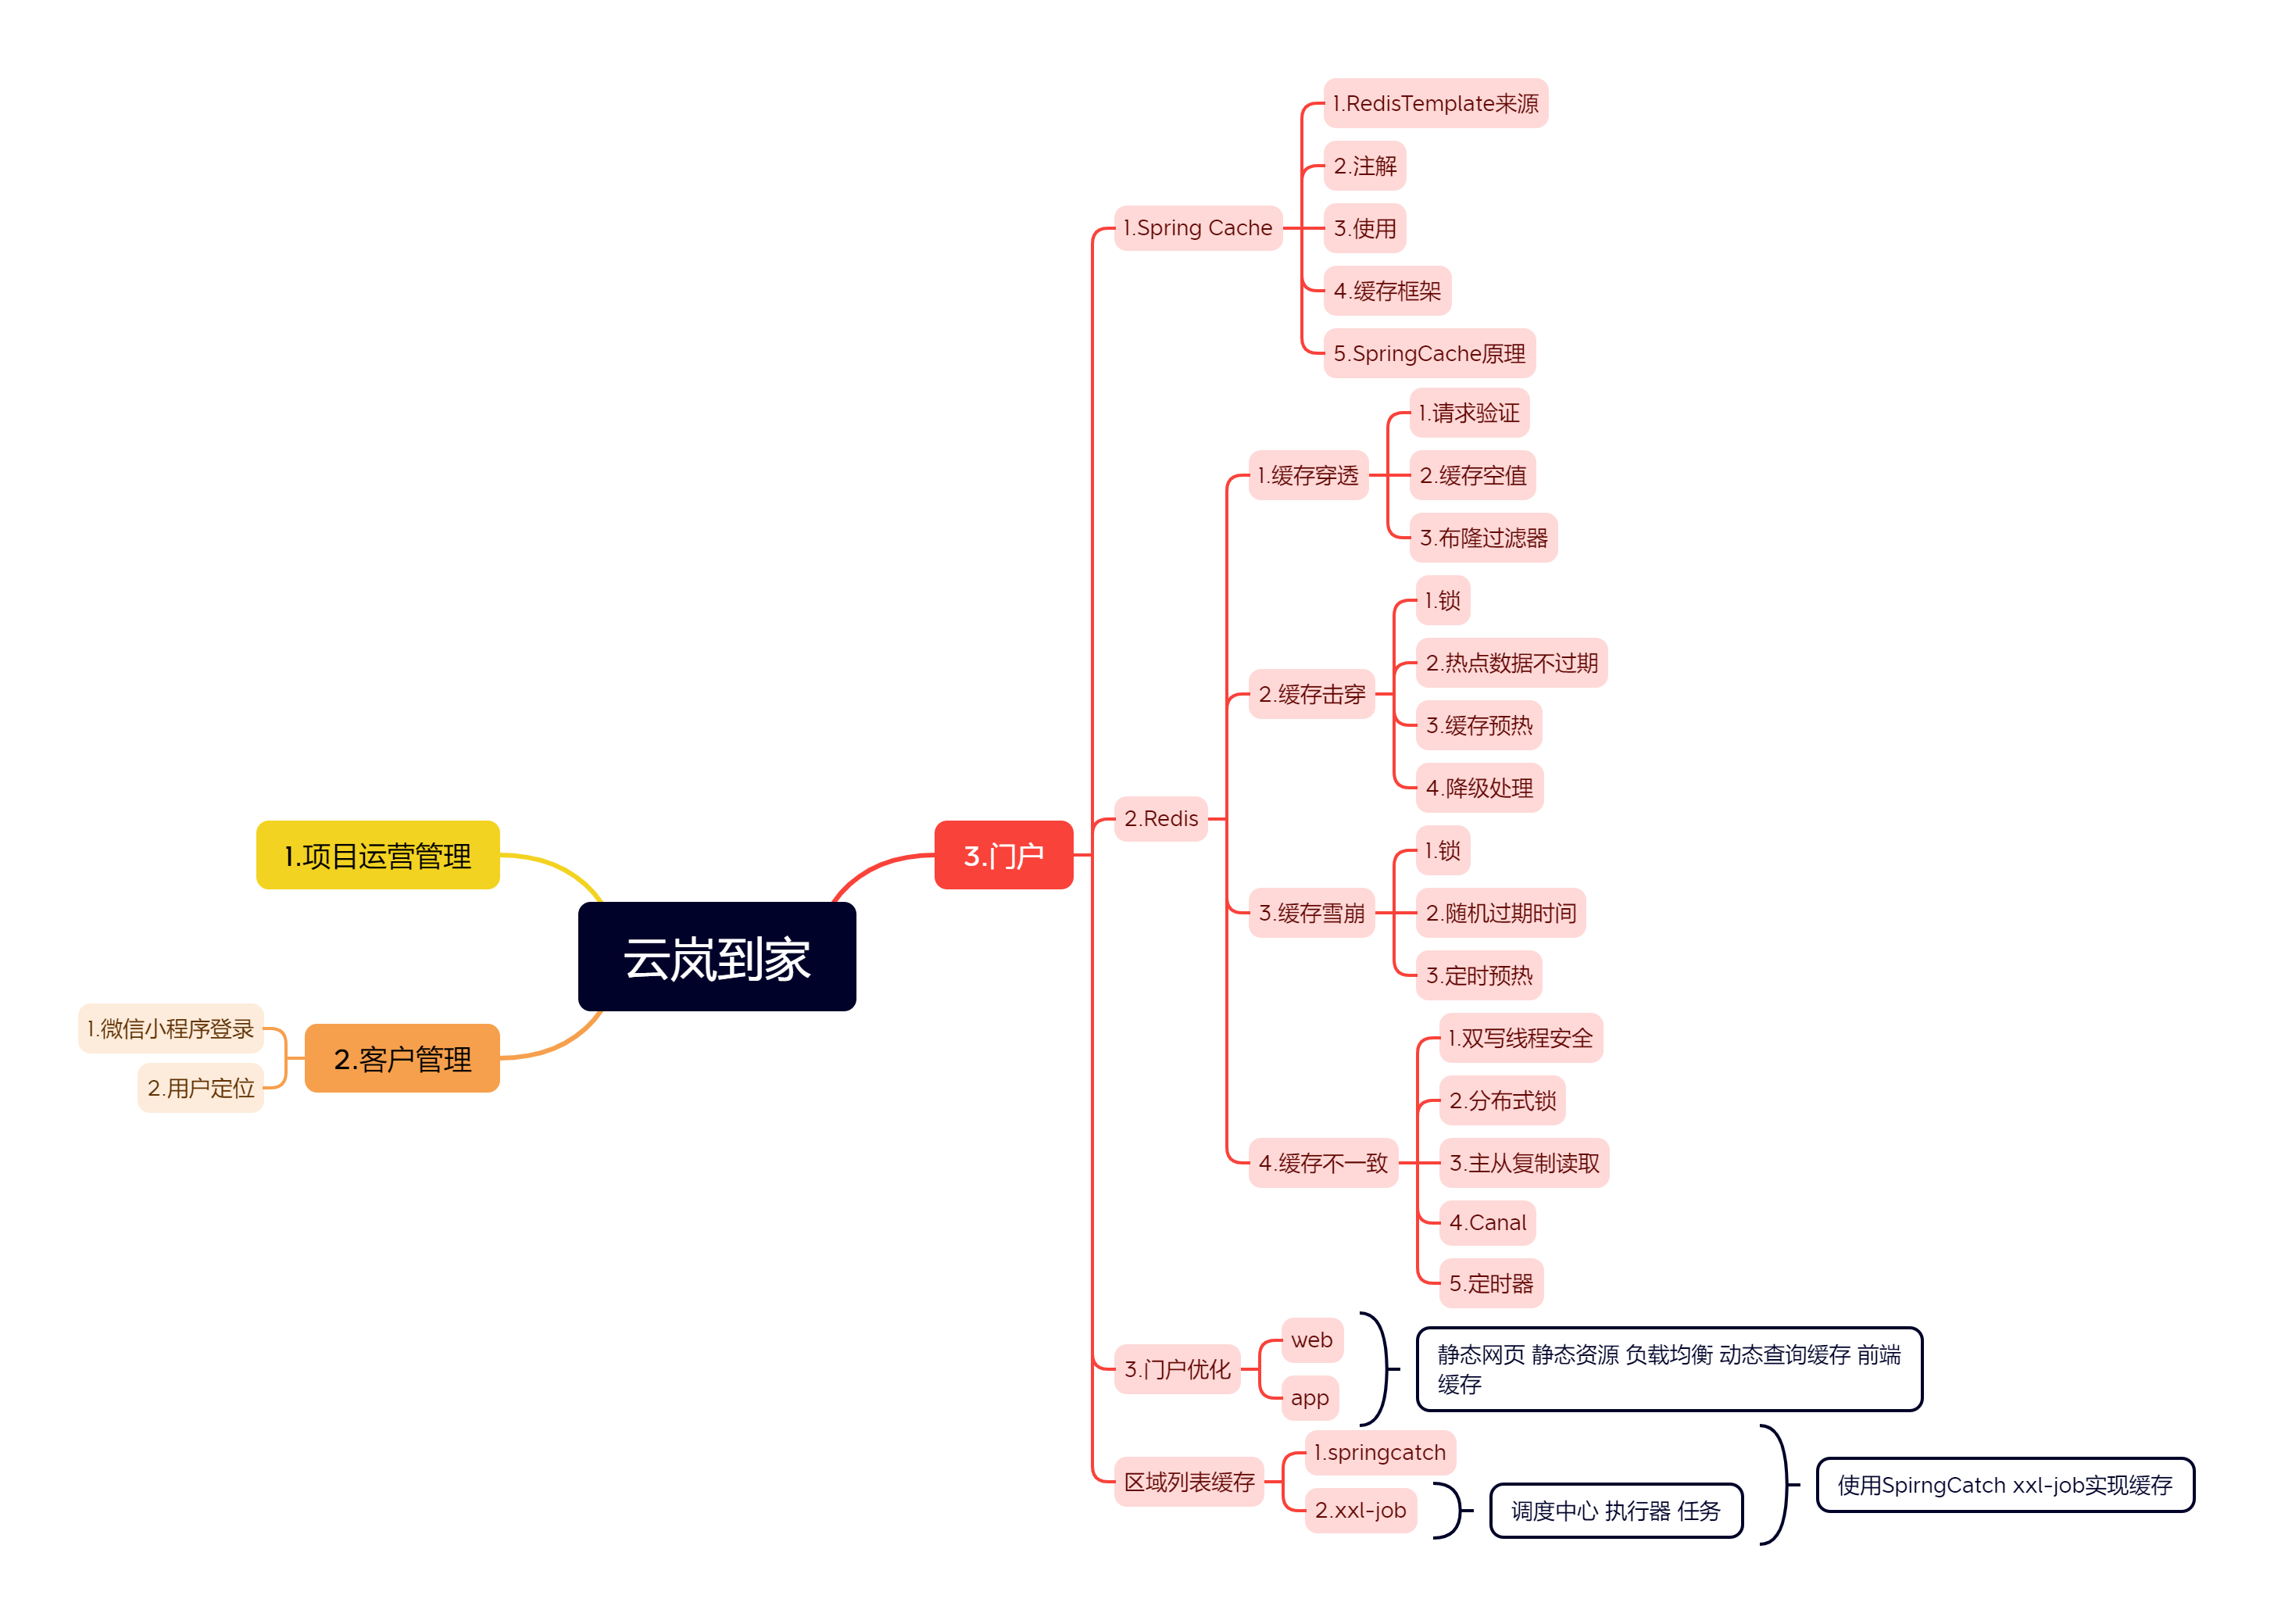 云岚到家
1.项目运营管理
2.客户管理
1.微信小程序登录
2.用户定位
3.门户
1.Spring Cache
1.RedisTemplate来源
2.注解
3.使用
4.缓存框架
5.SpringCache原理
2.Redis
1.缓存穿透
1.请求验证
2.缓存空值
3.布隆过滤器
2.缓存击穿
1.锁
2.热点数据不过期
3.缓存预热
4.降级处理
3.缓存雪崩
1.锁
2.随机过期时间
3.定时预热
4.缓存不一致
1.双写线程安全
2.分布式锁
3.主从复制读取
4.Canal
5.定时器
3.门户优化
web
app
静态网页 静态资源 负载均衡 动态查询缓存 前端
缓存
区域列表缓存
1.springcatch
2.xxl-job
调度中心 执行器 任务
使用SpirngCatch xxl-job实现缓存